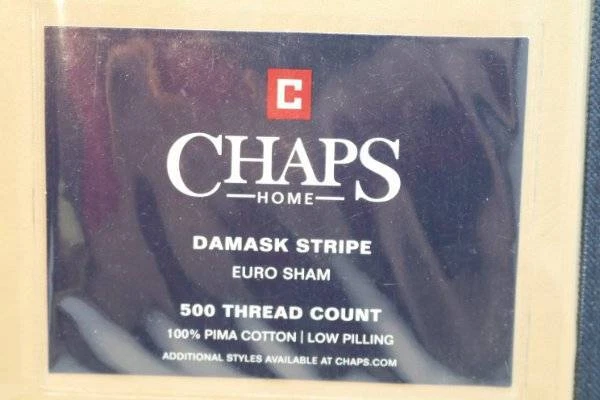 C
CHAPS
HOME
DAMASK STRIPE
EURO SHAM
500 THREAD COUNT
100% PIMA COTTON | LOW PILLING
ADDITIONAL STYLES AVAILABLE AT CHAPS.COM